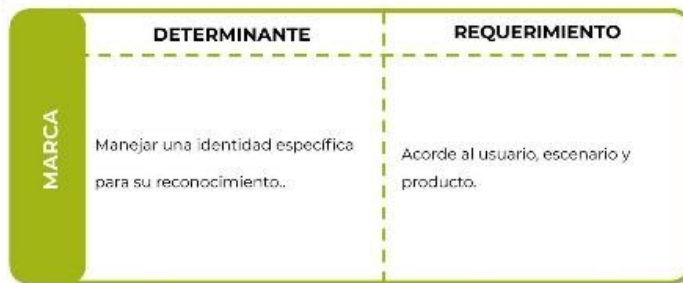 DETERMINANTE
REQUERIMIENTO
MARCA
Manejar una identidad específica
para su reconocimiento..
Acorde al usuario, escenario y
producto.